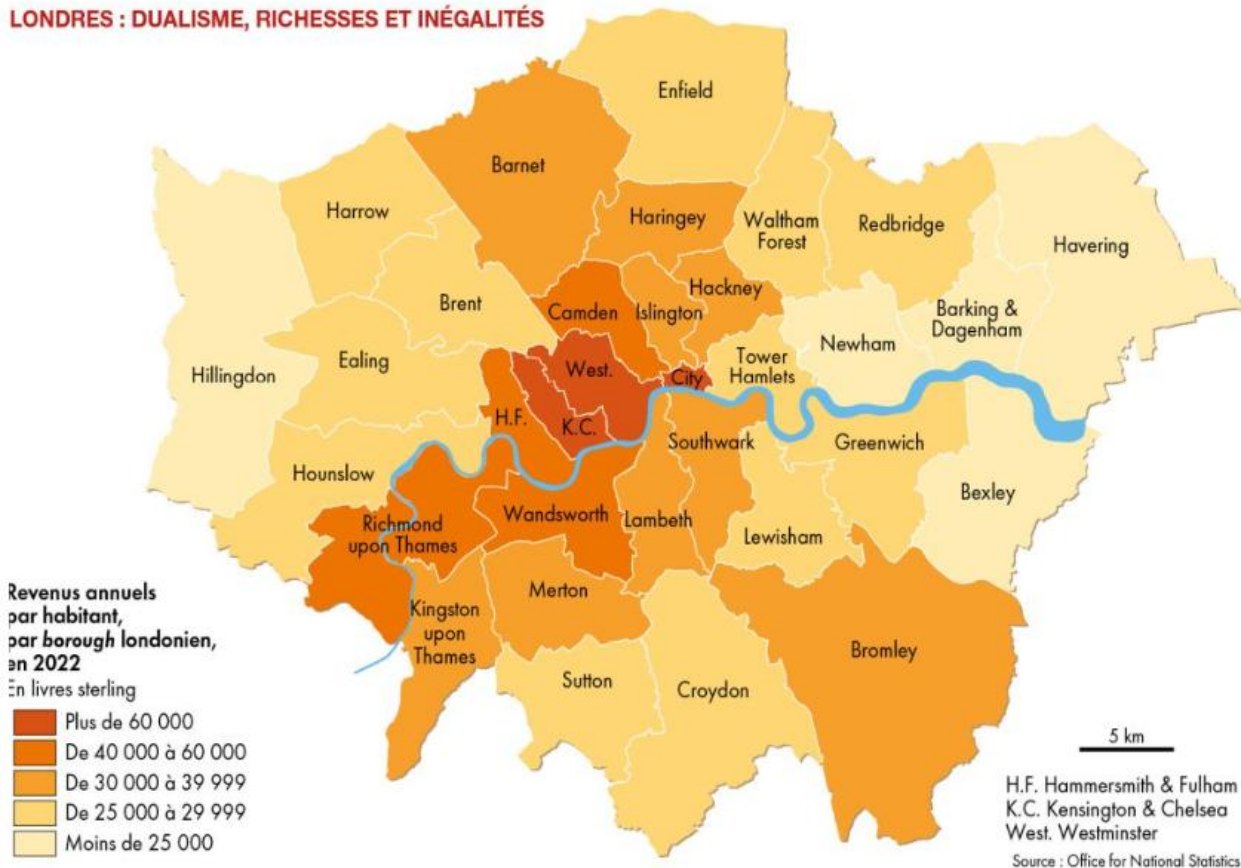 LONDRES : DUALISME, RICHESSES ET INÉGALITÉS
Enfield
Barnet
Harrow
Haringey
Waltham
Forest
Redbridge
Havering
Brent
Camden
Islington
Hackney
Barking &
Dagenham
Newham
Hillingdon
Ealing
West.
City
Tower
Hamlets
H.F.
K.C.
Southwark
Greenwich
Hounslow
Bexley
Richmond
upon Thames
Wandsworth
Lambeth
Lewisham
Merton
Kingston
upon
Thames
Bromley
Sutton
Croydon
Revenus annuels
par habitant,
par borough londonien,
en 2022
En livres sterling
Plus de 60 000
De 40 000 à 60 000
De 30 000 à 39 999
De 25 000 à 29 999
Moins de 25 000
5 km
H.F. Hammersmith & Fulham
K.C. Kensington & Chelsea
West. Westminster
Source : Office for National Statistics